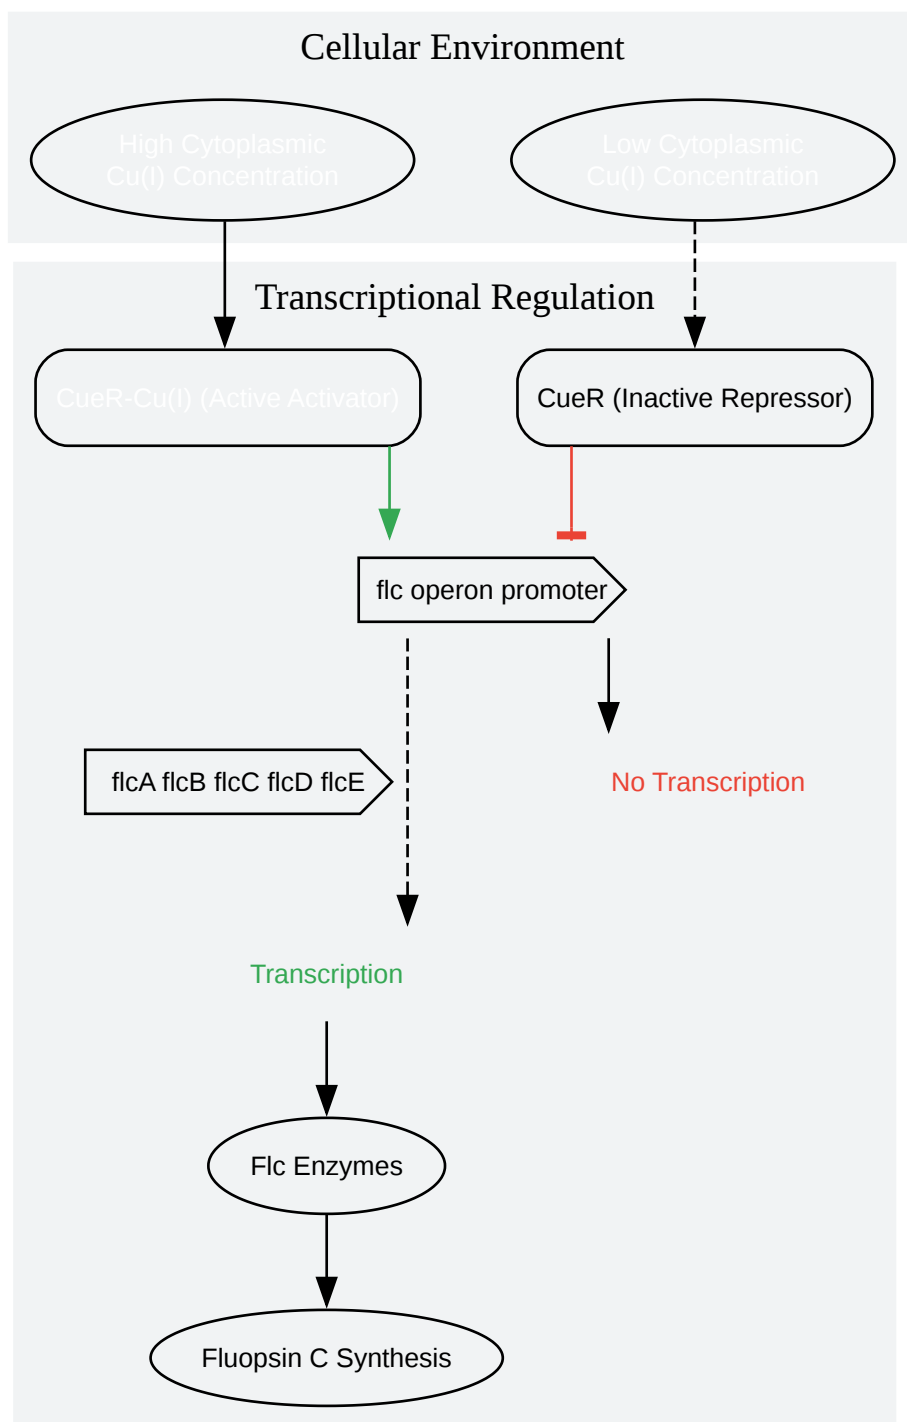 Cellular Environment
High Cytoplasmic
Cu(I) Concentration
Low Cytoplasmic
Cu(I) Concentration
Transcriptional Regulation
CueR-Cu(I) (Active Activator)
CueR (Inactive Repressor)
flc operon promoter
flcA flcB flcC flcD flcE
No Transcription
Transcription
Flc Enzymes
Fluopsin C Synthesis